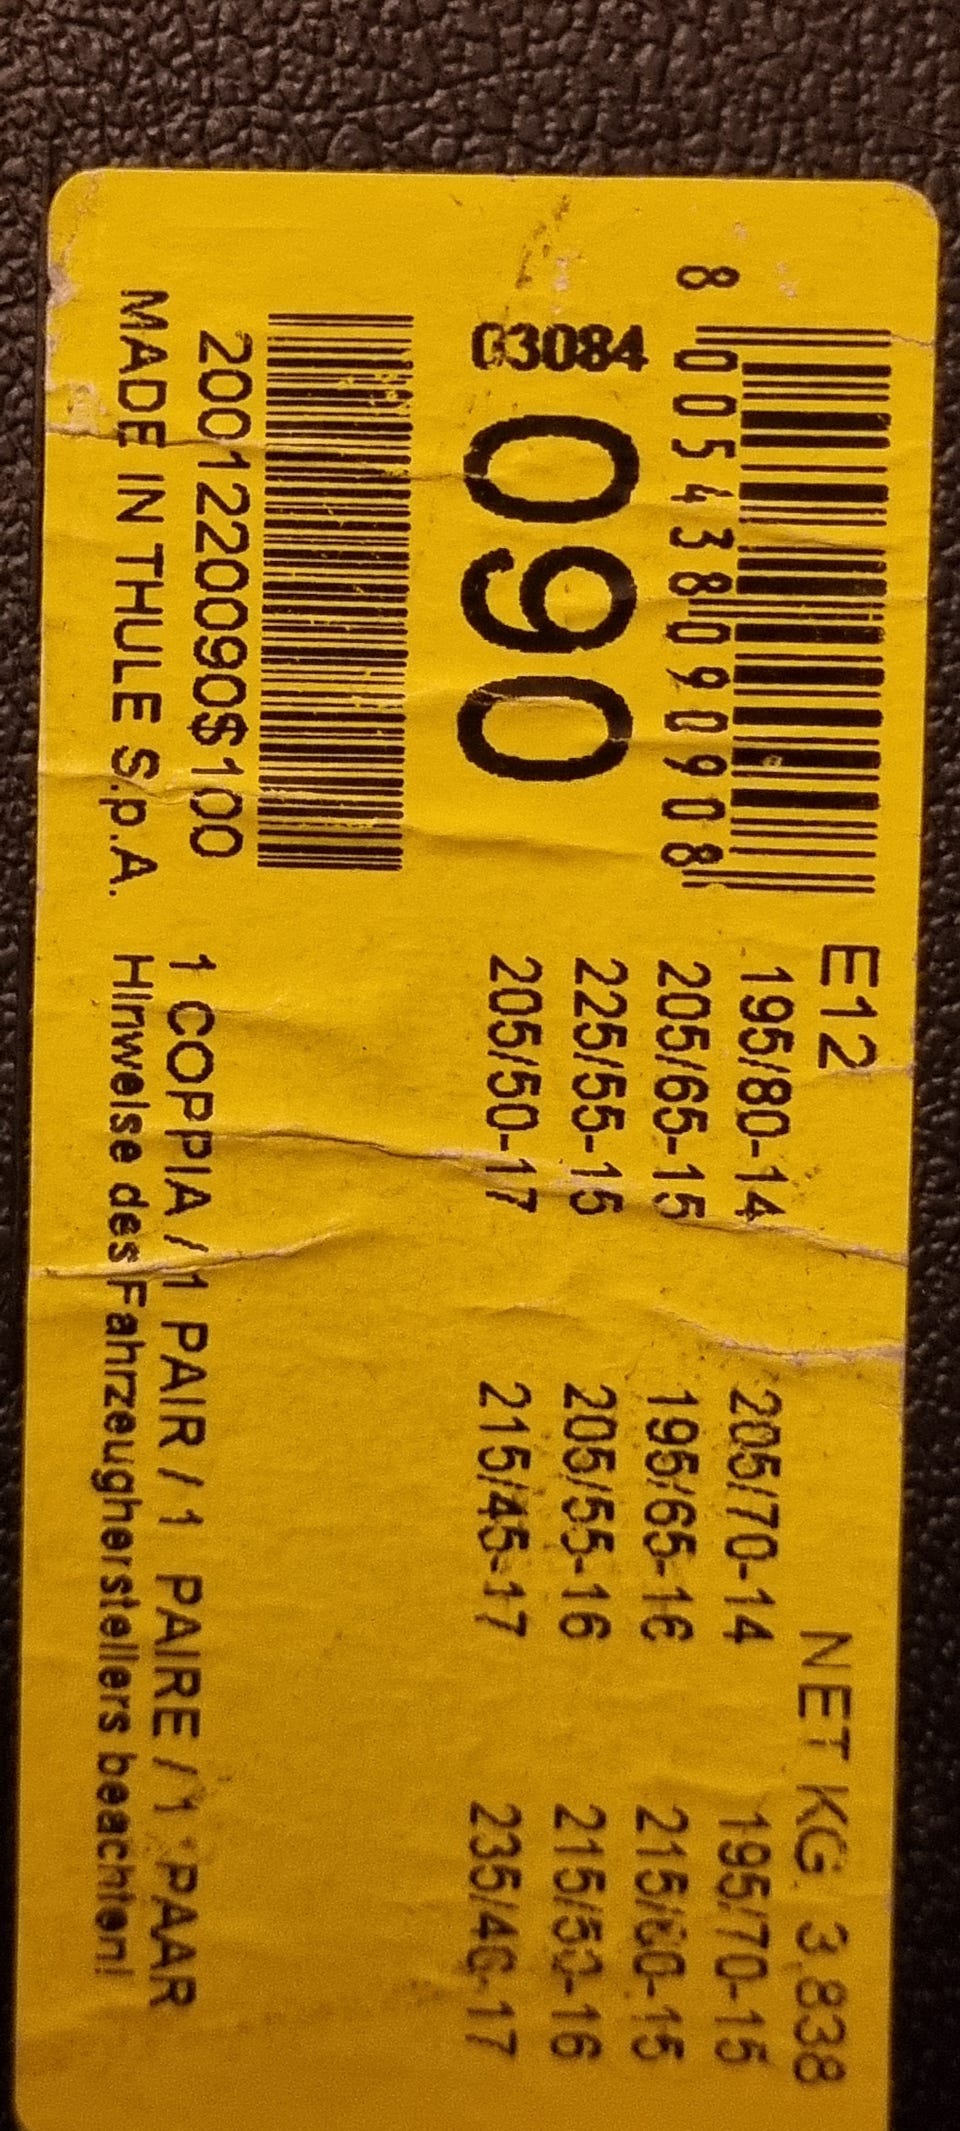 8 005438 090908
03084
090
2001220090$100
MADE IN THULE S.p.A.
E12 NET KG. 3,838
195/80-14 205/70-14 195/70-15
205/65-15 195/65-16 215/60-15
225/55-15 205/55-16 215/50-16
205/50-17 215/45-17 235/40-17
1 COPPIA / 1 PAIR / 1 PAIRE / 1 PAAR
Hinweise des Fahrzeugherstellers beachten!